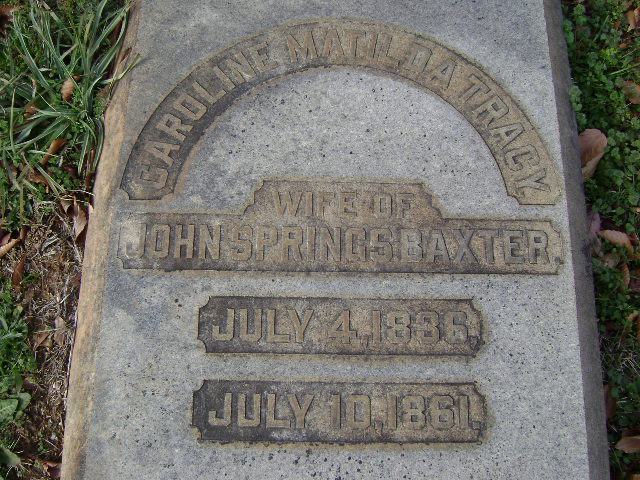 CAROLINE MATILDA TRACY
WIFE OF
JOHN SPRINGS BAXTER.
JULY 4, 1836,
JULY 10, 1861.